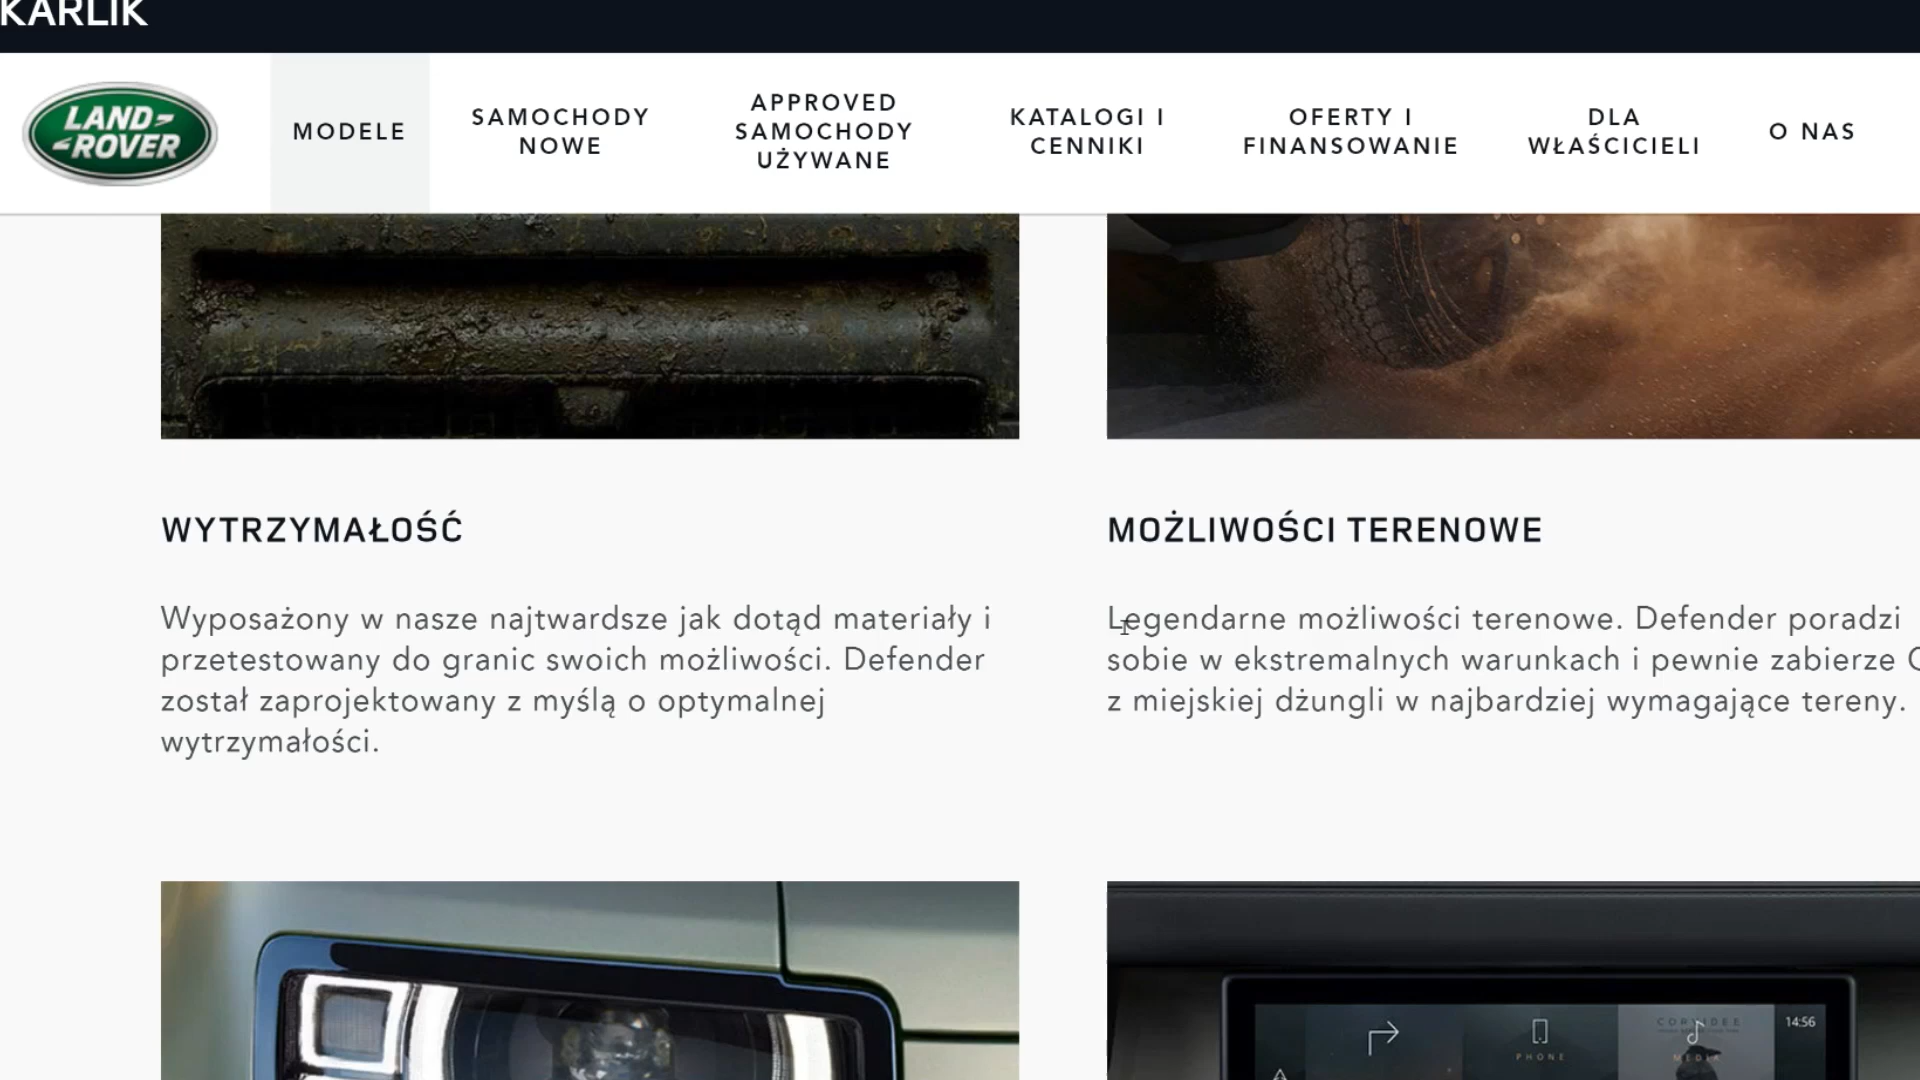 KARLIK
LAND-
-ROVER
MODELE
SAMOCHODY
NOWE
APPROVED
SAMOCHODY
UŻYWANE
KATALOGI I
CENNIKI
OFERTY I
FINANSOWANIE
DLA
WŁAŚCICIELI
O NAS
WYTRZYMAŁOŚĆ
Wyposażony w nasze najtwardsze jak dotąd materiały i
przetestowany do granic swoich możliwości. Defender
został zaprojektowany z myślą o optymalnej
wytrzymałości.
MOŻLIWOŚCI TERENOWE
Legendarne możliwości terenowe. Defender poradzi
sobie w ekstremalnych warunkach i pewnie zabierze
z miejskiej dżungli w najbardziej wymagające tereny.
PHONE
MEDIA
14:56